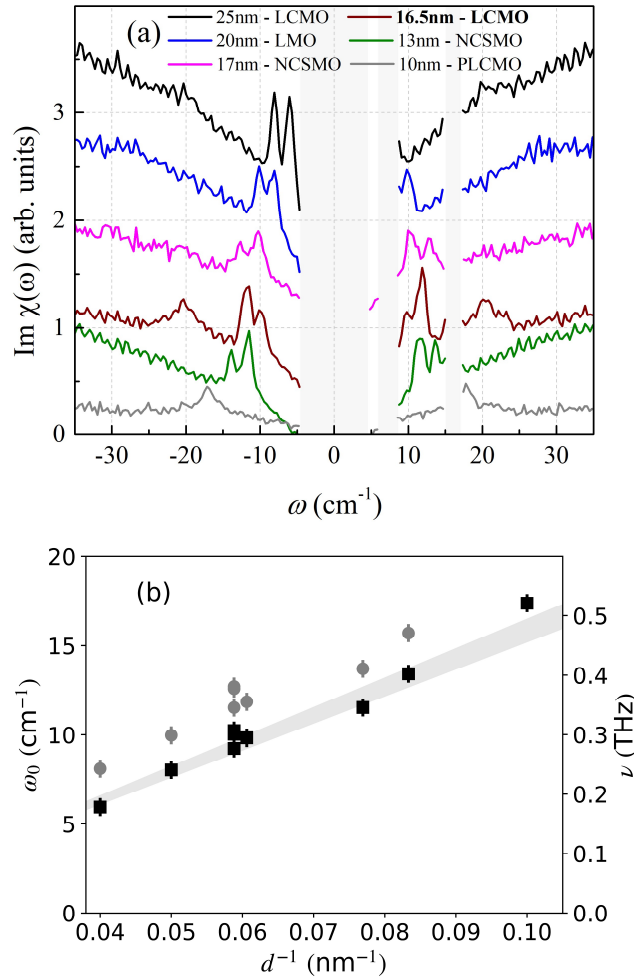 (a)
25nm - LCMO 16.5nm - LCMO
20nm - LMO 13nm - NCSMO
17nm - NCSMO 10nm - PLCMO
Im χ(ω) (arb. units)
3
2
1
0
-30 -20 -10 0 10 20 30
ω (cm⁻¹)
(b)
ω₀ (cm⁻¹)
20
15
10
5
0
0.04 0.05 0.06 0.07 0.08 0.09 0.10
d⁻¹ (nm⁻¹)
0.5
0.4
0.3
0.2
0.1
0.0
ν (THz)